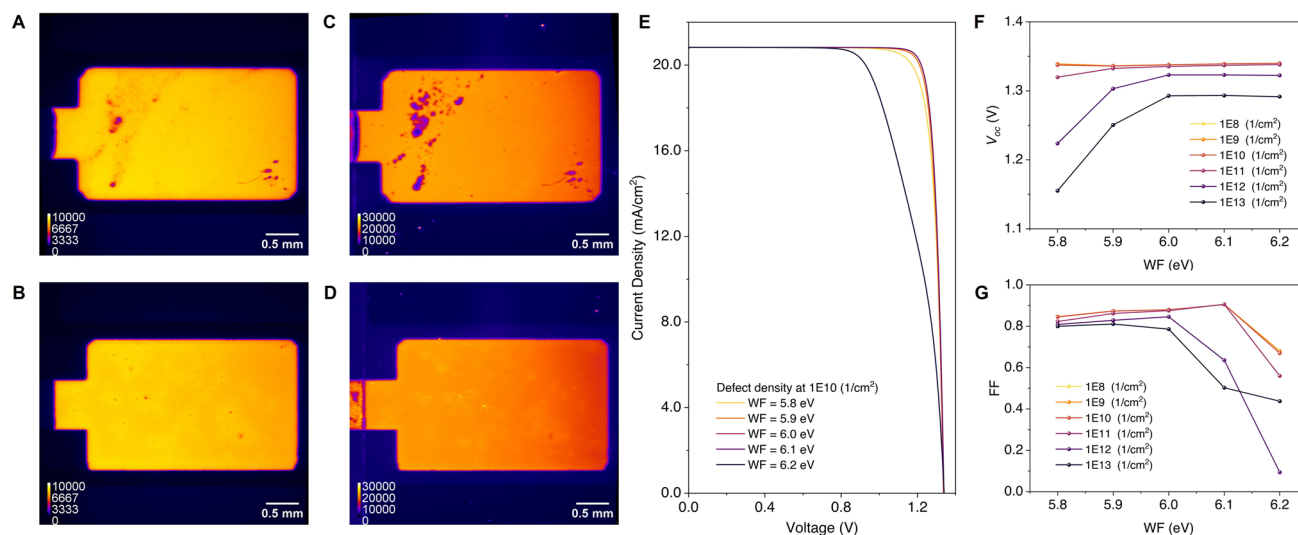 A
10000
6667
3333
0
0.5 mm
C
30000
20000
10000
0
0.5 mm
B
10000
6667
3333
0
0.5 mm
D
30000
20000
10000
0
0.5 mm
E
Current Density (mA/cm²)
20.0
16.0
12.0
8.0
4.0
0.0
Defect density at 1E10 (1/cm²)
WF = 5.8 eV
WF = 5.9 eV
WF = 6.0 eV
WF = 6.1 eV
WF = 6.2 eV
0.0 0.4 0.8 1.2
Voltage (V)
F
Voc (V)
1.4
1.3
1.2
1.1
1E8 (1/cm²)
1E9 (1/cm²)
1E10 (1/cm²)
1E11 (1/cm²)
1E12 (1/cm²)
1E13 (1/cm²)
5.8 5.9 6.0 6.1 6.2
WF (eV)
G
FF
1.0
0.8
0.6
0.4
0.2
0.0
1E8 (1/cm²)
1E9 (1/cm²)
1E10 (1/cm²)
1E11 (1/cm²)
1E12 (1/cm²)
1E13 (1/cm²)
5.8 5.9 6.0 6.1 6.2
WF (eV)